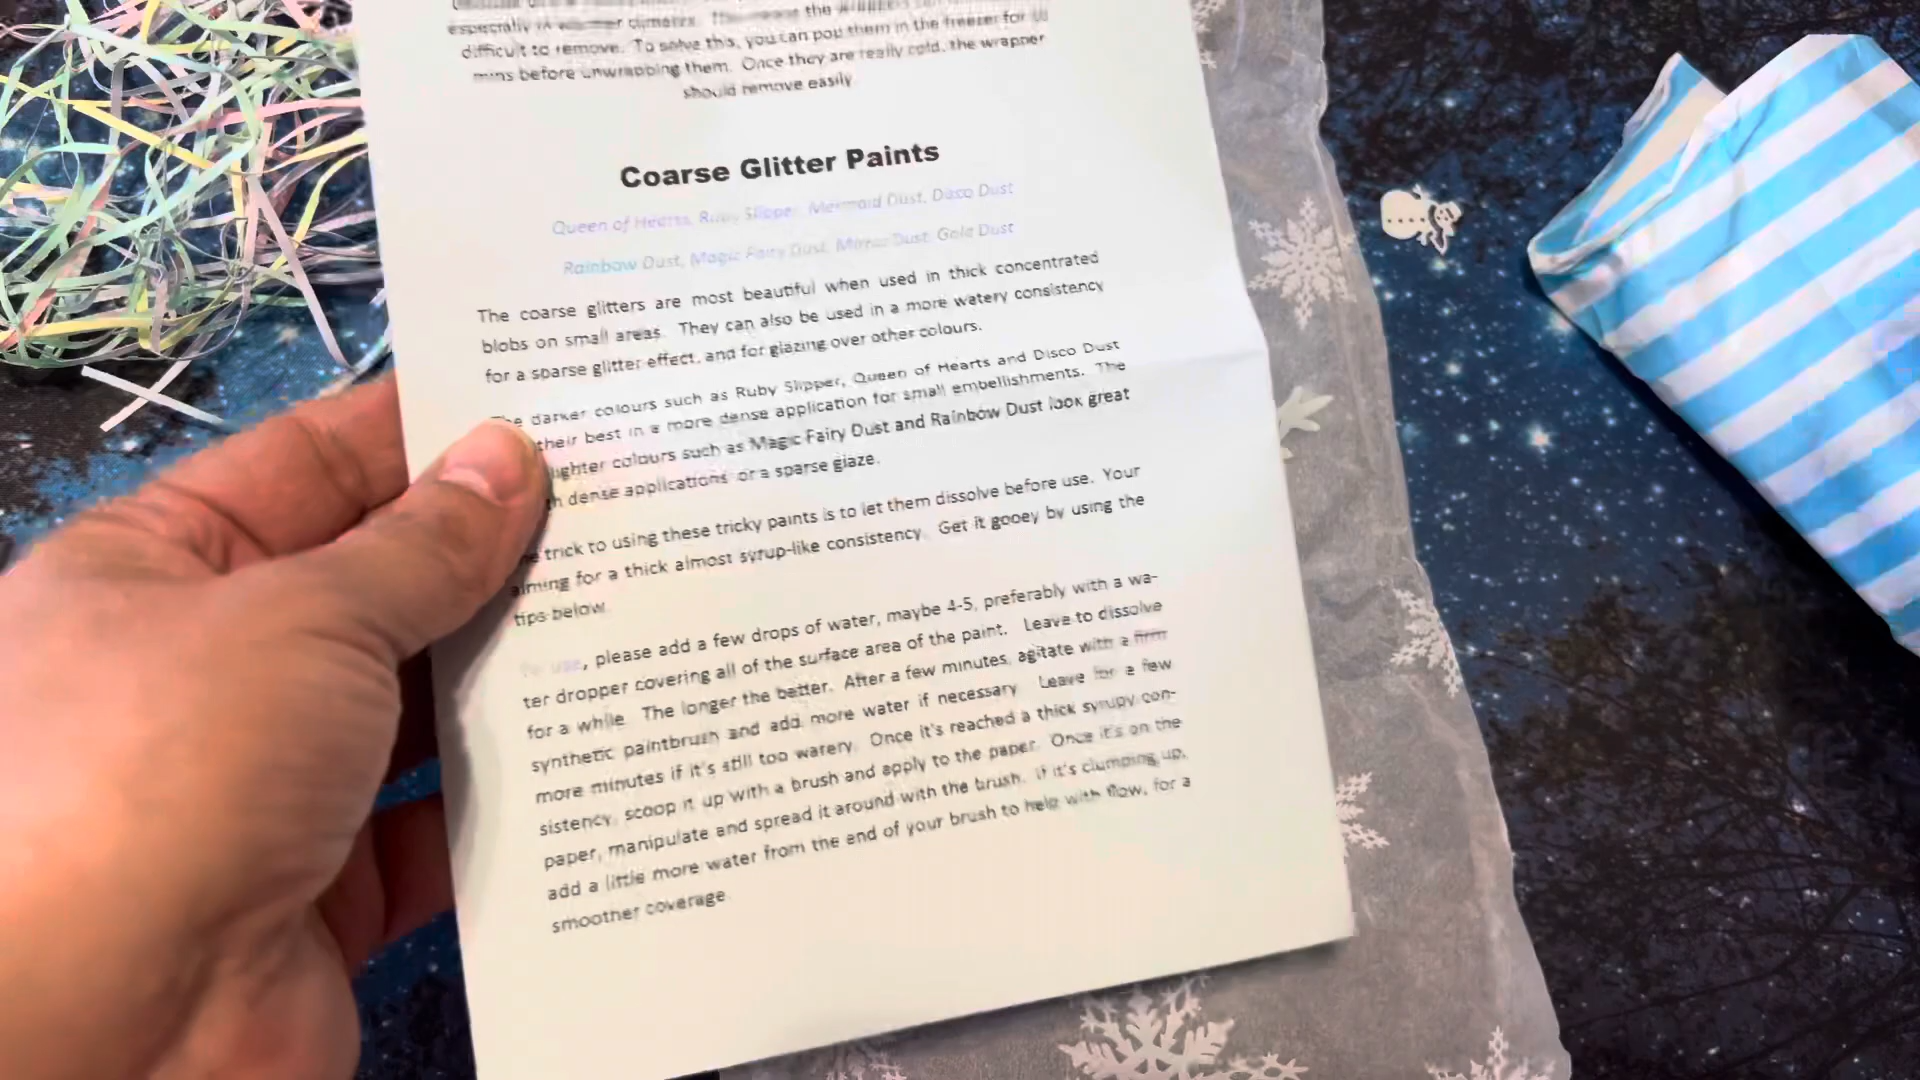 especially in warmer climates. the
difficult to remove. To solve this, you can pop them in the freezer for
mins before unwrapping them. Once they are really cold, the wrapper
should remove easily
Coarse Glitter Paints
Queen of Hearts, Ruby Slipper, Mermaid Dust, Disco Dust
Rainbow Dust, Magic Fairy Dust, Mirror Dust, Gold Dust
The coarse glitters are most beautiful when used in thick concentrated
blobs on small areas. They can also be used in a more watery consistency
for a sparse glitter effect, and for glazing over other colours.
The darker colours such as Ruby Slipper, Queen of Hearts and Disco Dust
their best in a more dense application for small embellishments. The
lighter colours such as Magic Fairy Dust and Rainbow Dust look great
dense applications or a sparse glaze.
trick to using these tricky paints is to let them dissolve before use. Your
aiming for a thick almost syrup-like consistency. Get it gooey by using the
tips below.
To use, please add a few drops of water, maybe 4-5, preferably with a wa-
ter dropper covering all of the surface area of the paint. Leave to dissolve
for a while. The longer the better. After a few minutes, agitate with a firm
synthetic paintbrush and add more water if necessary. Leave for a few
more minutes if it's still too watery. Once it's reached a thick syrupy con-
sistency, scoop it up with a brush and apply to the paper. Once it's on the
paper, manipulate and spread it around with the brush. If it's clumping up,
add a little more water from the end of your brush to help with flow, for a
smoother coverage.